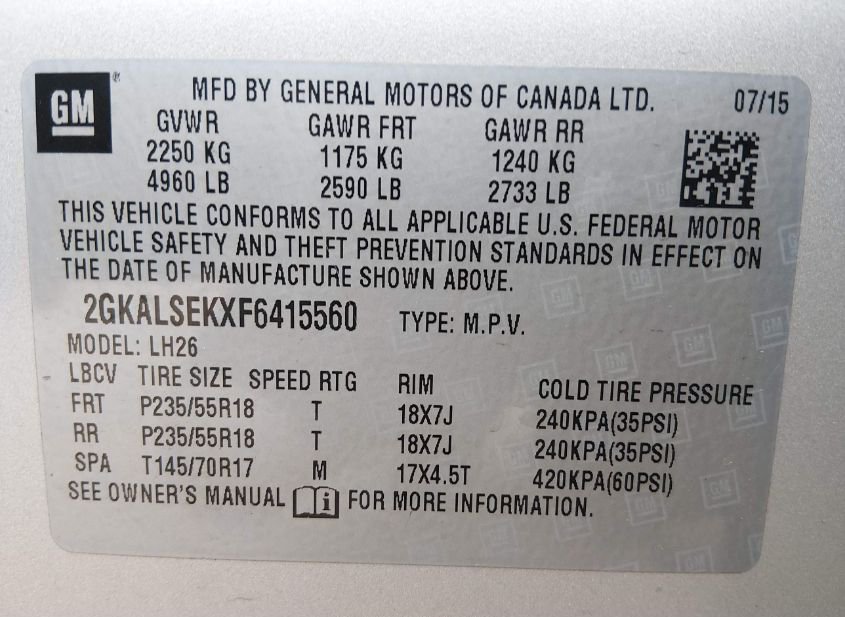 GM ® MFD BY GENERAL MOTORS OF CANADA LTD. 07/15
GVWR GAWR FRT GAWR RR
2250 KG 1175 KG 1240 KG
4960 LB 2590 LB 2733 LB
THIS VEHICLE CONFORMS TO ALL APPLICABLE U.S. FEDERAL MOTOR
VEHICLE SAFETY AND THEFT PREVENTION STANDARDS IN EFFECT ON
THE DATE OF MANUFACTURE SHOWN ABOVE.
2GKALSEKXF6415560 TYPE: M.P.V.
MODEL: LH26
LBCV TIRE SIZE SPEED RTG RIM COLD TIRE PRESSURE
FRT P235/55R18 T 18X7J 240KPA(35PSI)
RR P235/55R18 T 18X7J 240KPA(35PSI)
SPA T145/70R17 M 17X4.5T 420KPA(60PSI)
SEE OWNER'S MANUAL i FOR MORE INFORMATION.